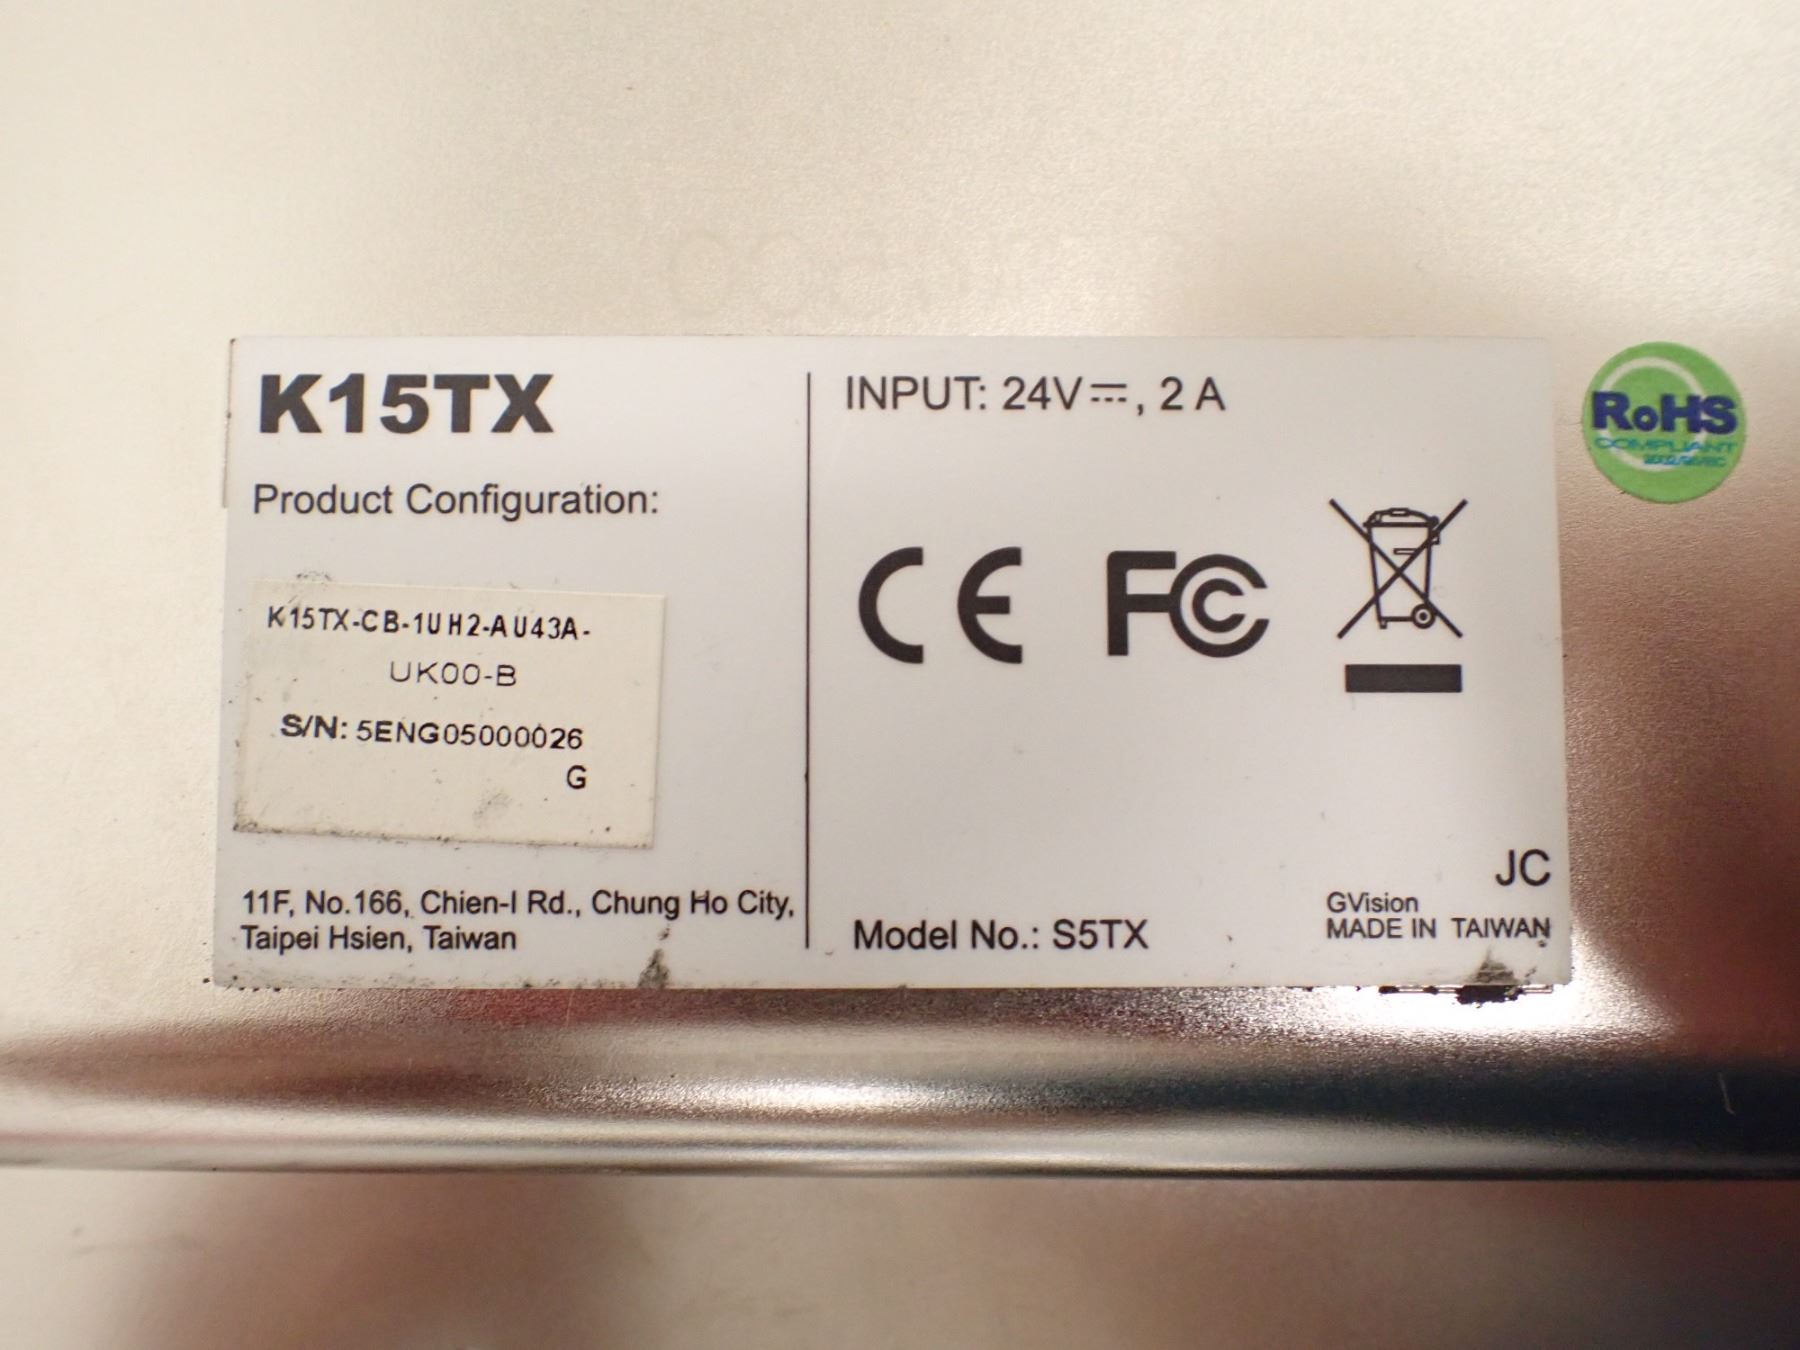 K15TX
Product Configuration:
K15TX-CB-1UH2-AU43A-
UK00-B
S/N: 5ENG05000026
G
11F, No.166, Chien-I Rd., Chung Ho City,
Taipei Hsien, Taiwan
INPUT: 24V⎓, 2 A
CE FC
Model No.: S5TX
JC
GVision
MADE IN TAIWAN
RoHS
COMPLIANT